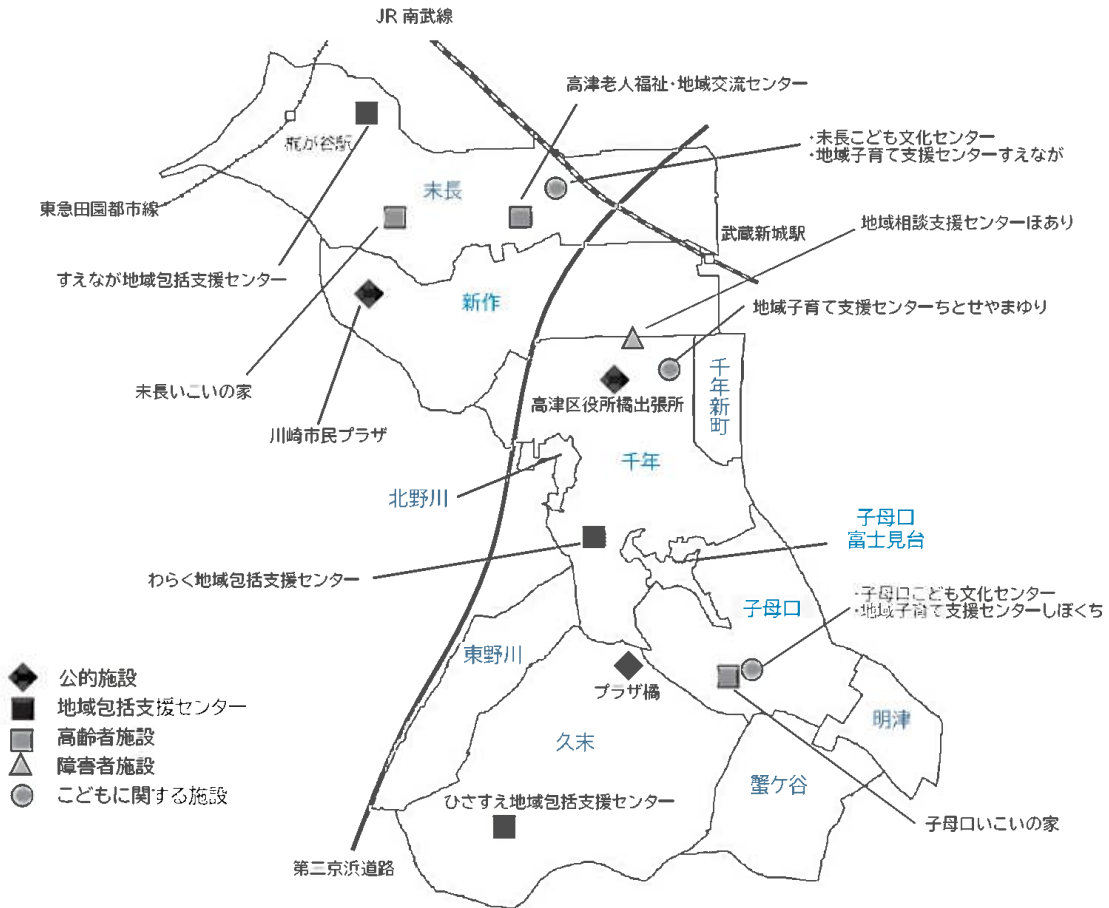 JR 南武線
高津老人福祉・地域交流センター
・末長こども文化センター
・地域子育て支援センターすえなが
梶が谷駅
末長
東急田園都市線
武蔵新城駅
地域相談支援センターほあり
すえなが地域包括支援センター
新作
地域子育て支援センターちとせやまゆり
末長いこいの家
千年新町
高津区役所橘出張所
川崎市民プラザ
千年
北野川
子母口
富士見台
わらく地域包括支援センター
・子母口こども文化センター
・地域子育て支援センターしぼくち
子母口
東野川
プラザ橘
明津
久末
蟹ケ谷
ひさすえ地域包括支援センター
子母口いこいの家
第三京浜道路
公的施設
地域包括支援センター
高齢者施設
障害者施設
こどもに関する施設